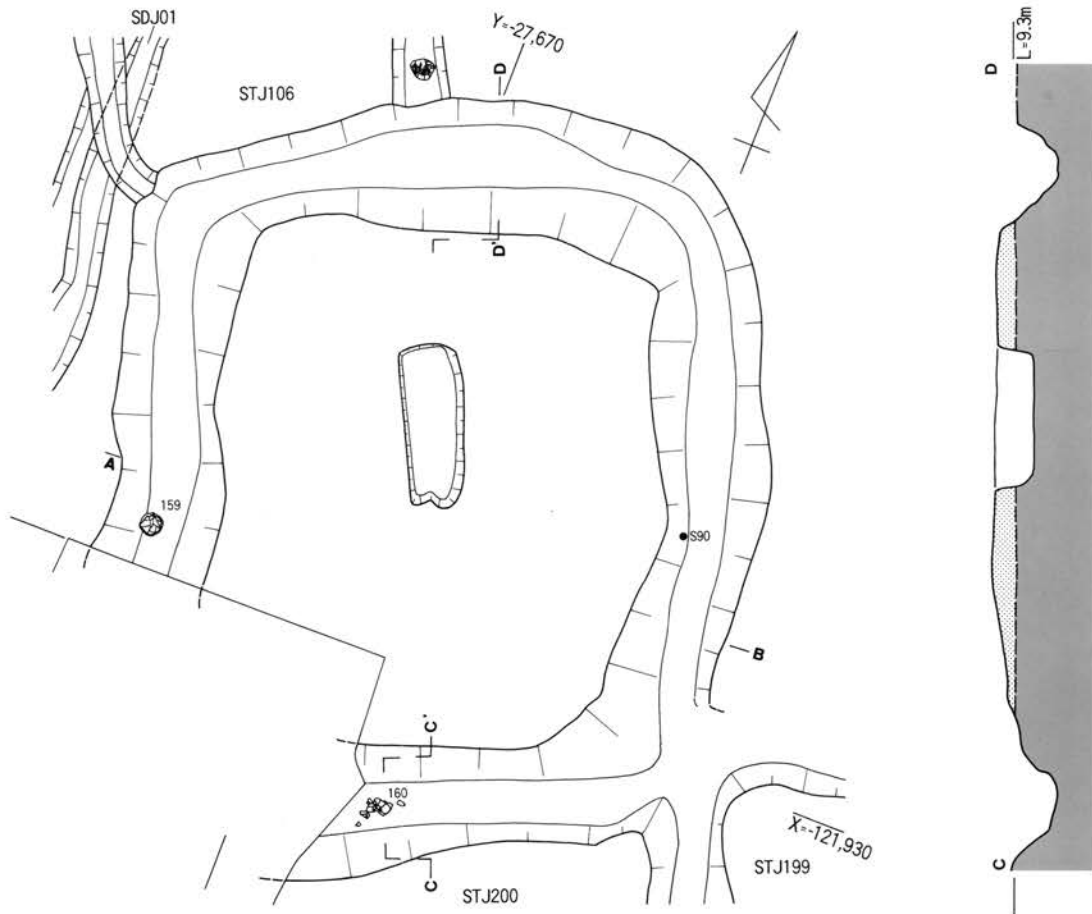 SDJ01
Y=-27,670
D
STJ106
D'
A
159
S90
B
C'
160
X=-121,930
C
STJ200
STJ199
D
L=9.3m
C